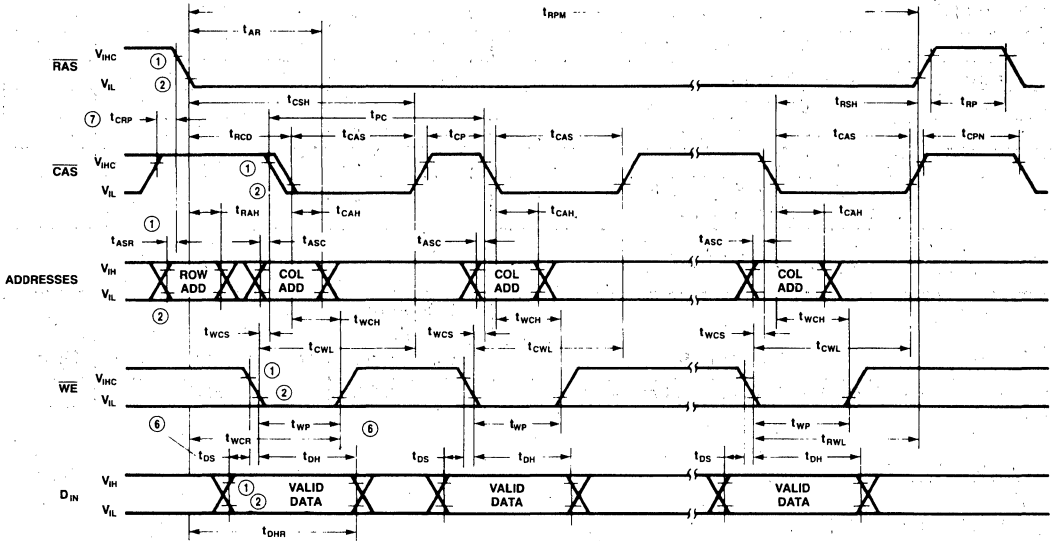 tRPM
tAR
RAS VIHC ① VIL ②
tCSH tRSH tRP
tPC
⑦ tCRP tRCD tCAS tCP tCAS tCAS tCPN
CAS VIHC ① VIL ②
① tRAH tCAH tCAH tCAH
tASR tASC tASC tASC
ADDRESSES VIH VIL ②
ROW ADD COL ADD COL ADD COL ADD
tWCH tWCH tWCH
tWCS tWCS tWCS
tCWL tCWL tCWL
WE VIHC ① VIL ②
⑥ tWP ⑥ tWP tWP
tWCR tRWL
tDS tDH tDS tDH tDS tDH
DIN VIH ① VIL ②
VALID DATA VALID DATA VALID DATA
tDHR